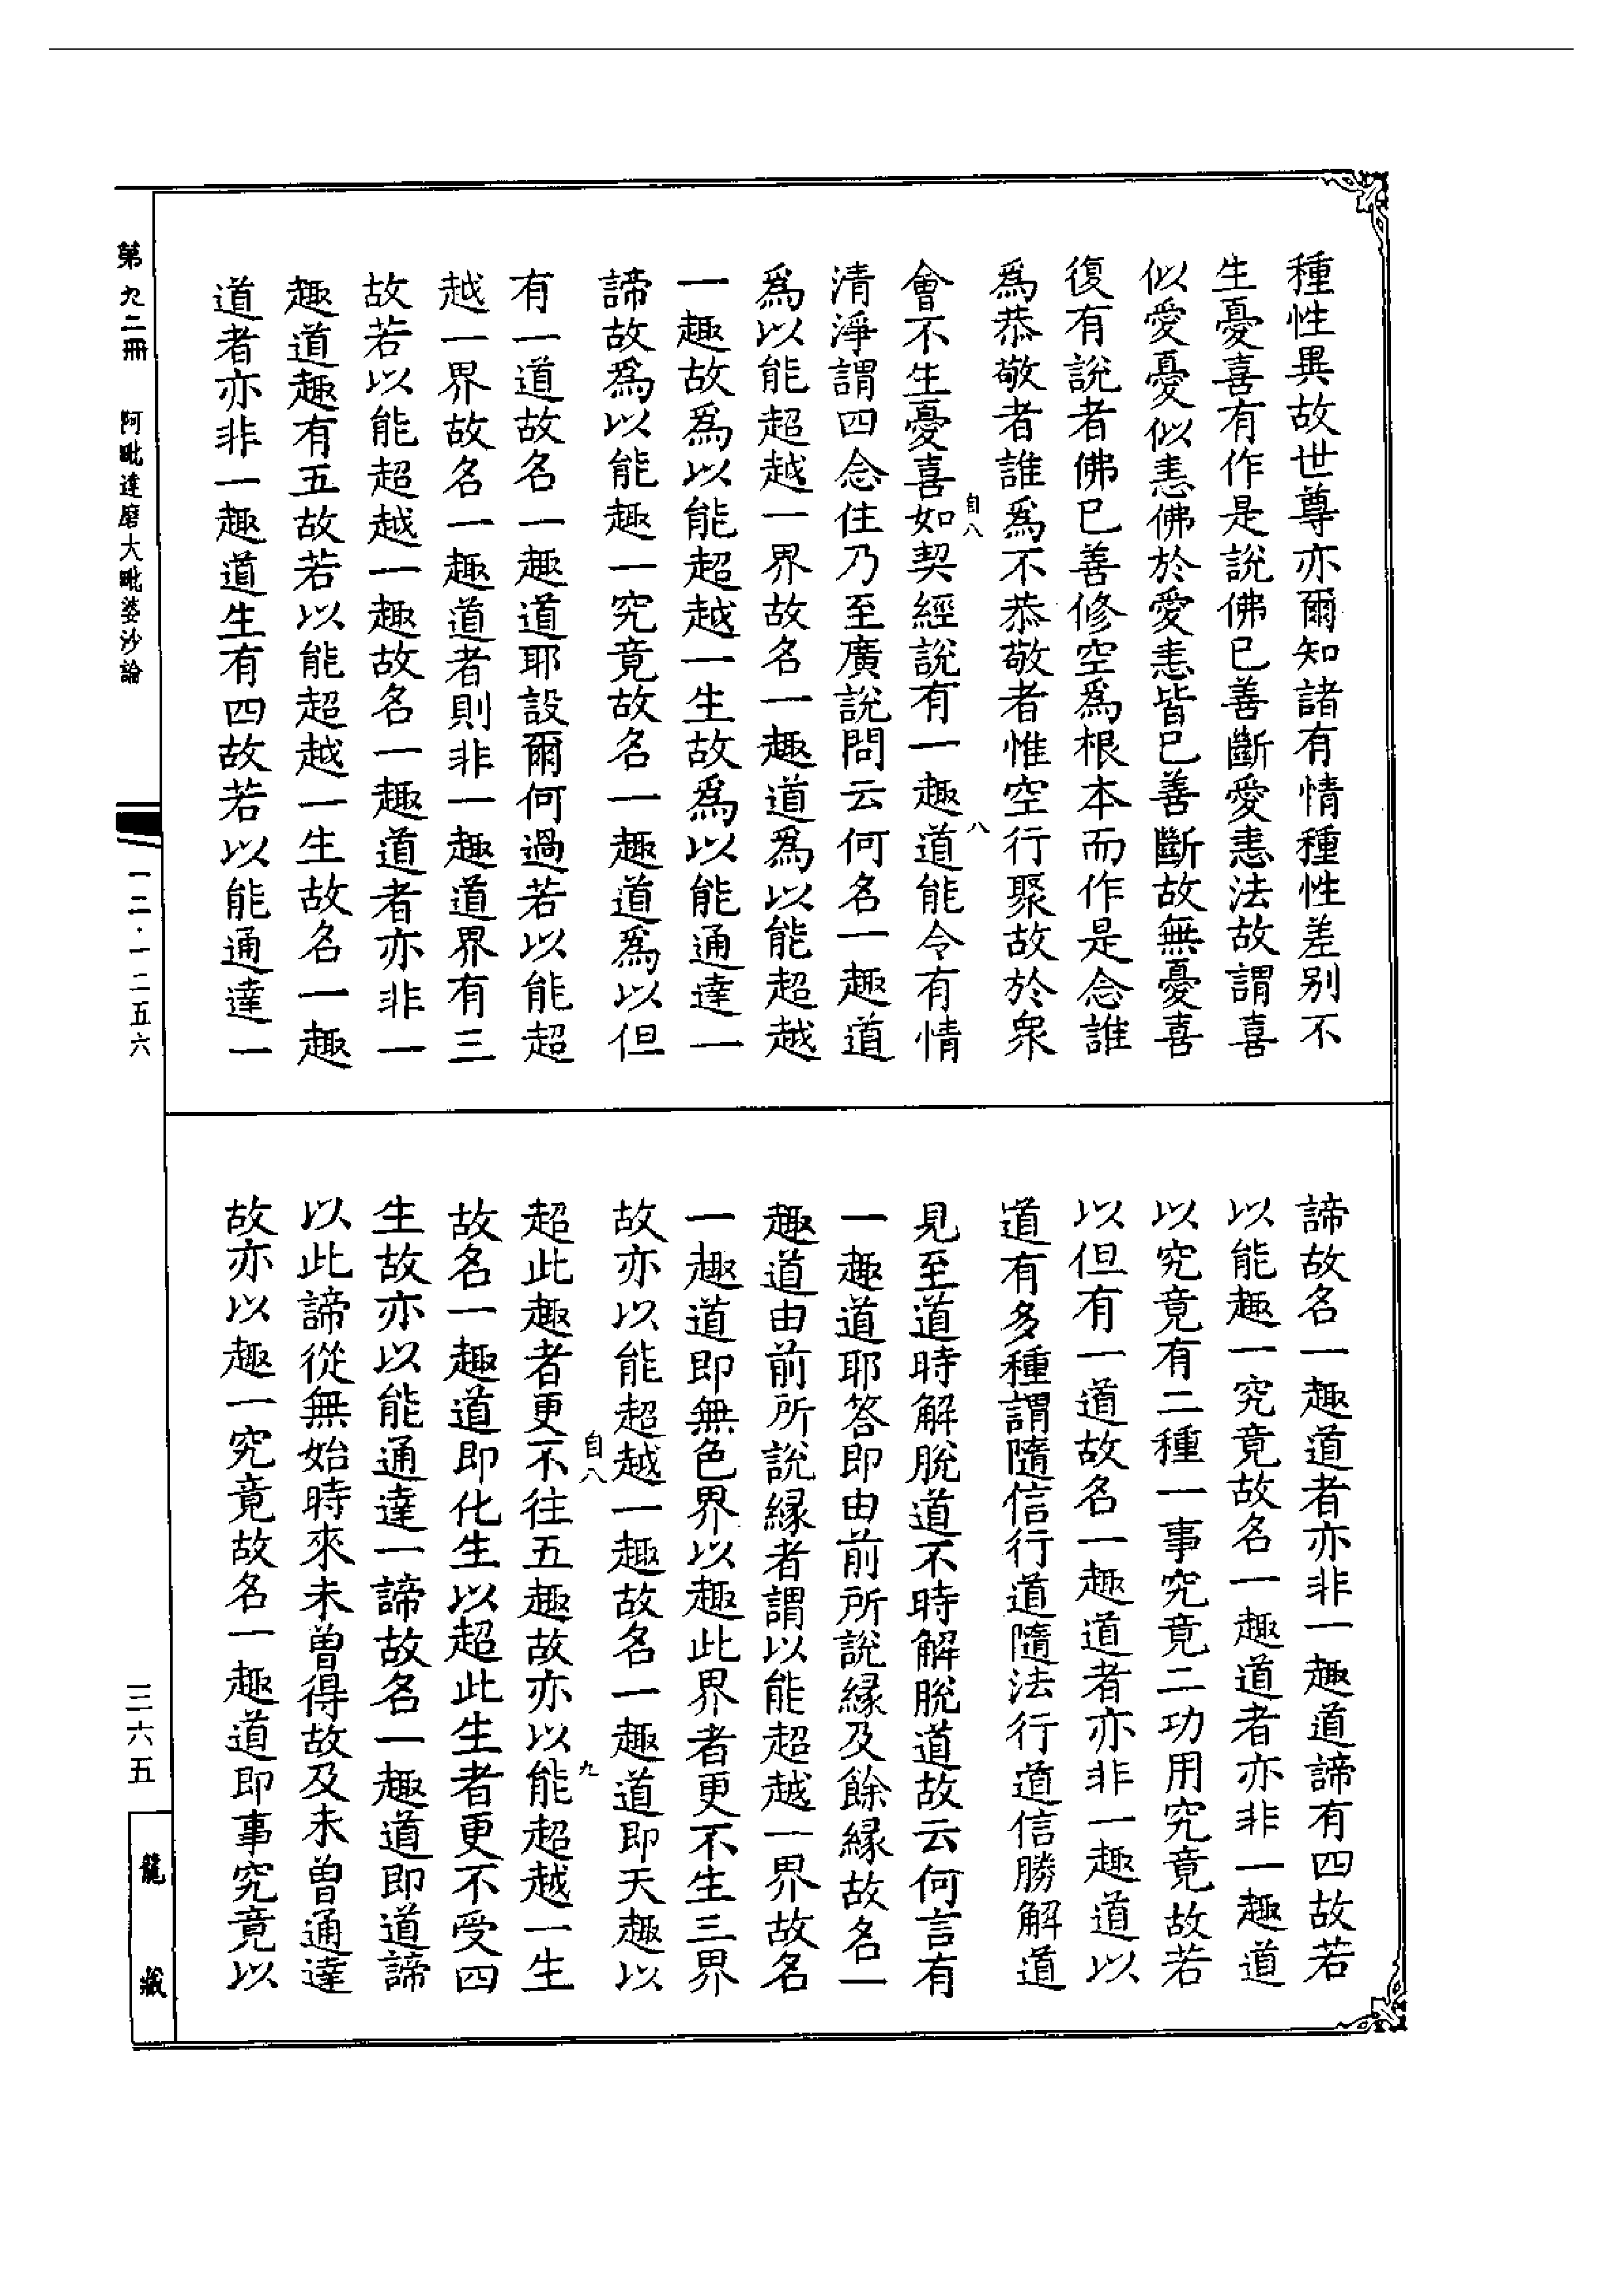 種性異故世尊亦爾知諸有情種性差别不
生憂喜有作是說佛已善斷愛恚法故謂喜
似愛憂似恚佛於愛恚皆已善斷故無憂喜
復有說者佛已善修空爲根本而作是念誰
爲恭敬者誰爲不恭敬者惟空行聚故於衆
會不生憂喜如契經說有一趣道能令有情
自八
八
清淨謂四念住乃至廣說問云何名一趣道
爲以能超越一界故名一趣道爲以能超越
一趣故爲以能超越一生故爲以能通達一
諦故爲以能趣一究竟故名一趣道爲以但
有一道故名一趣道耶設爾何過若以能超
越一界故名一趣道者則非一趣道界有三
故若以能超越一趣故名一趣道者亦非一
趣道趣有五故若以能超越一生故名一趣
道者亦非一趣道生有四故若以能通達一
諦故名一趣道者亦非一趣道諦有四故若
以能趣一究竟故名一趣道者亦非一趣道
以究竟有二種一事究竟二功用究竟故若
以但有一道故名一趣道者亦非一趣道以
道有多種謂隨信行道隨法行道信勝解道
見至道時解脫道不時解脫道故云何言有
一趣道耶答即由前所說緣及餘緣故名一
趣道由前所說緣者謂以能超越一界故名
一趣道即無色界以趣此界者更不生三界
故亦以能超越一趣故名一趣道即天趣以
自八
九
超此趣者更不往五趣故亦以能超越一生
故名一趣道即化生以超此生者更不受四
生故亦以能通達一諦故名一趣道即道諦
以此諦從無始時來未曾得故及未曾通達
故亦以趣一究竟故名一趣道即事究竟以
第九二冊 阿毗達磨大毗婆沙論
一二·一二五六
三六五
龍藏